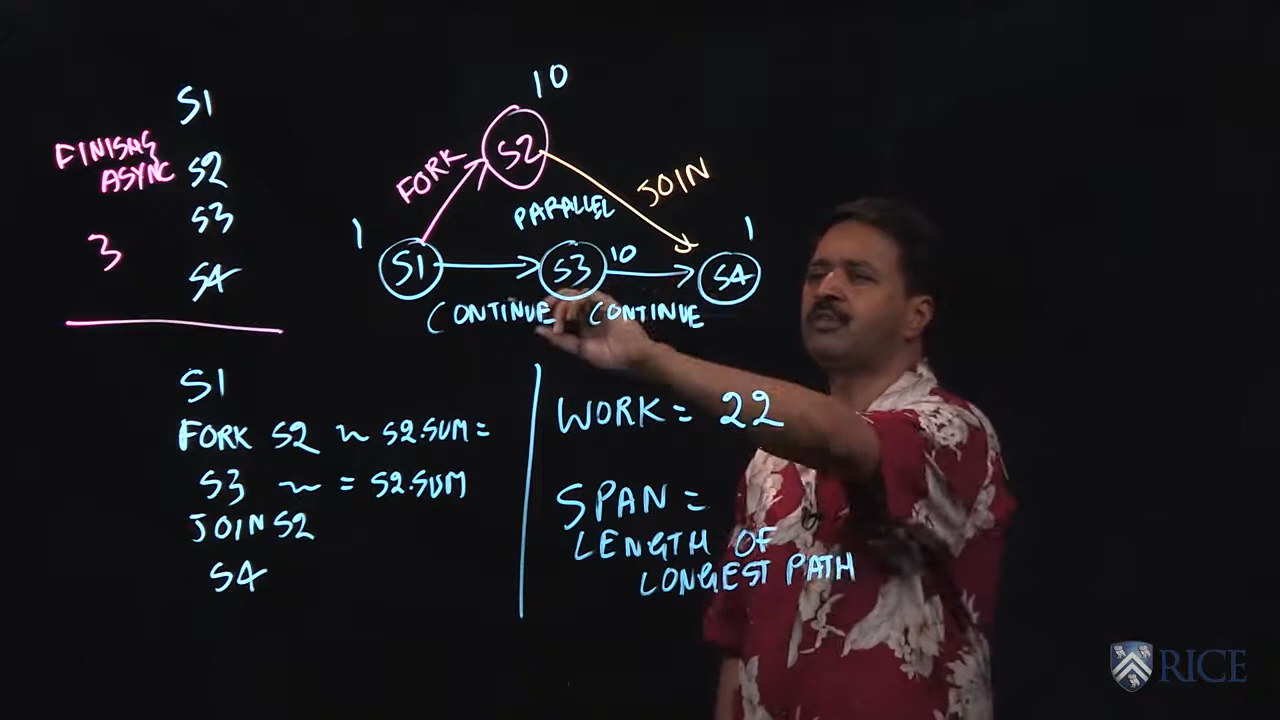 S1
FINISH &
ASYNC
S2
S3
3
S4
S1
FORK S2 ~ S2.SUM =
S3 ~ = S2.SUM
JOIN S2
S4
10
S2
FORK
JOIN
PARALLEL
1
S1
S3
10
1
S4
CONTINUE
CONTINUE
WORK = 22
SPAN =
LENGTH OF
LONGEST PATH
RICE